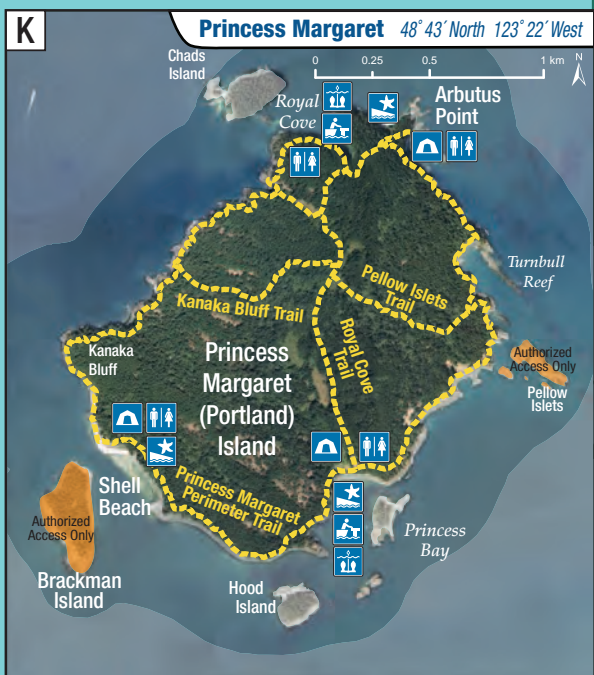 K
Princess Margaret 48°43′North 123°22′West
0 0.25 0.5 1 km
N
Chads
Island
Royal
Cove
Arbutus
Point
Turnbull
Reef
Pellow Islets
Trail
Kanaka Bluff Trail
Royal Cove
Trail
Kanaka
Bluff
Princess
Margaret
(Portland)
Island
Authorized
Access Only
Pellow
Islets
Shell
Beach
Princess Margaret
Perimeter Trail
Authorized
Access Only
Brackman
Island
Princess
Bay
Hood
Island